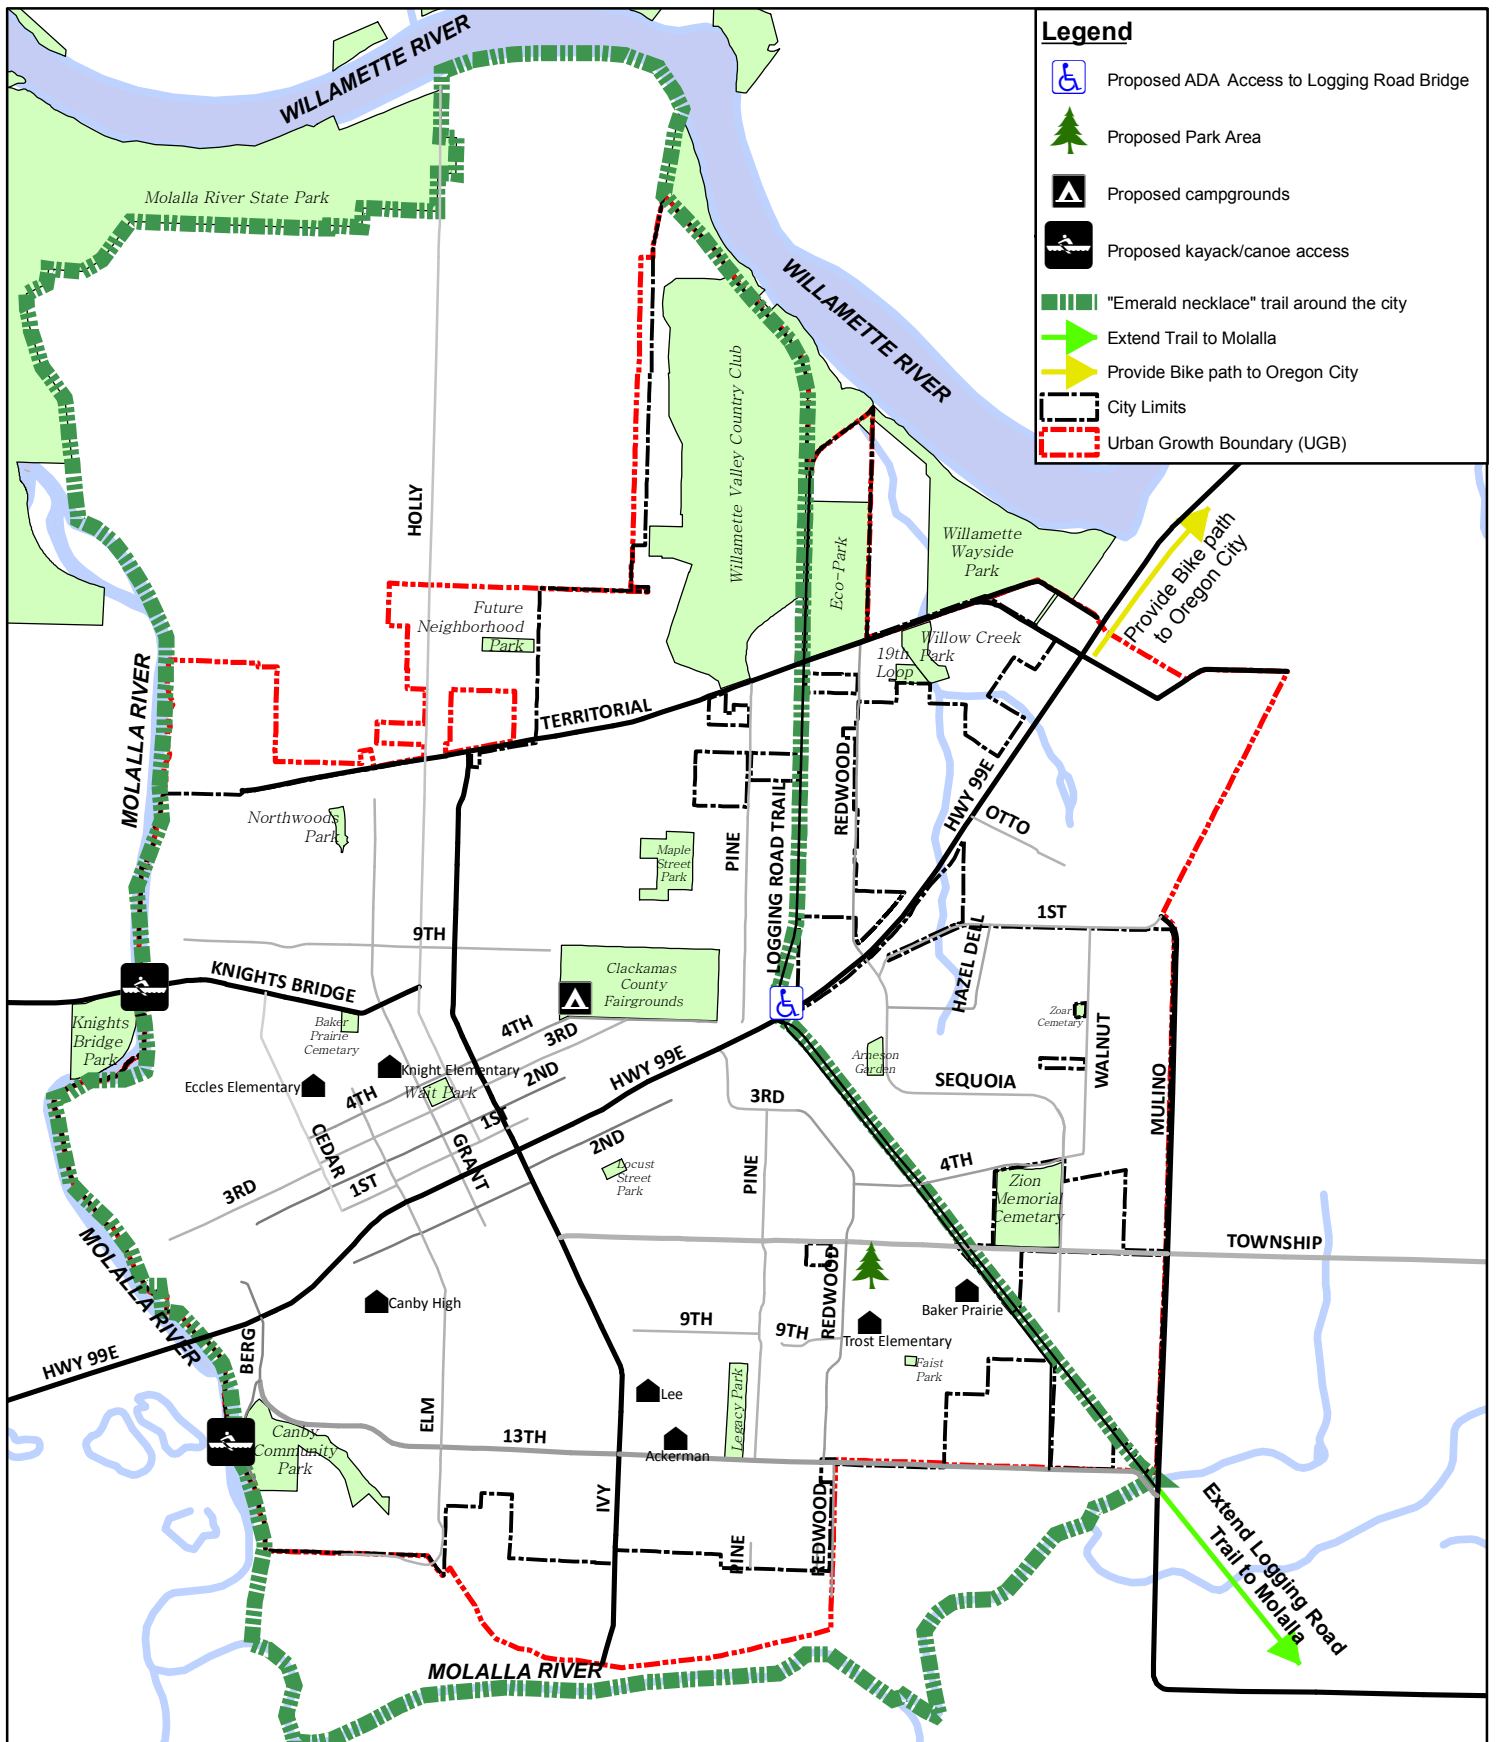 Legend
Proposed ADA Access to Logging Road Bridge
Proposed Park Area
Proposed campgrounds
Proposed kayack/canoe access
"Emerald necklace" trail around the city
Extend Trail to Molalla
Provide Bike path to Oregon City
City Limits
Urban Growth Boundary (UGB)
WILLAMETTE RIVER
Molalla River State Park
WILLAMETTE RIVER
Willamette Valley Country Club
HOLLY
Eco-Park
Willamette
Wayside
Park
Provide Bike path
to Oregon City
Future
Neighborhood
Park
Willow Creek
Park
19th
Loop
MOLALLA RIVER
TERRITORIAL
REDWOOD
HWY 99E
OTTO
Northwoods
Park
Maple
Street
Park
PINE
LOGGING ROAD TRAIL
1ST
HAZEL DELL
9TH
KNIGHTS BRIDGE
Clackamas
County
Fairgrounds
Knights
Bridge
Park
Baker
Prairie
Cemetery
4TH
3RD
Zoar
Cemetery
WALNUT
MULINO
Arneson
Garden
SEQUOIA
HWY 99E
Knight Elementary
Eccles Elementary
Wait Park
2ND
4TH
1ST
3RD
CEDAR
GRANT
2ND
Locust
Street
Park
PINE
4TH
Zion
Memorial
Cemetery
3RD
1ST
TOWNSHIP
MOLALLA RIVER
Canby High
REDWOOD
Baker Prairie
Trost Elementary
9TH
9TH
Faist
Park
HWY 99E
BERG
Lee
Legacy Park
ELM
Canby
Community
Park
13TH
Ackerman
IVY
REDWOOD
PINE
Extend Logging Road
Trail to Molalla
MOLALLA RIVER